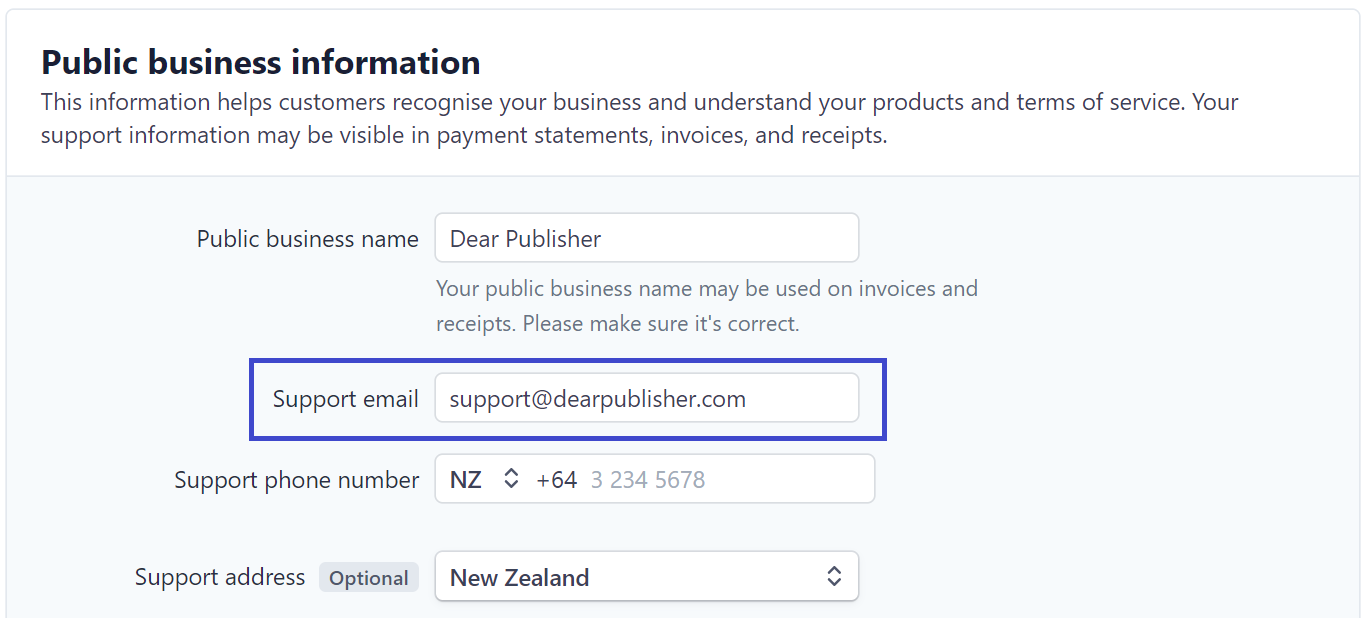 Public business information
This information helps customers recognise your business and understand your products and terms of service. Your
support information may be visible in payment statements, invoices, and receipts.
Public business name Dear Publisher
Your public business name may be used on invoices and
receipts. Please make sure it's correct.
Support email support@dearpublisher.com
Support phone number NZ +64 3 234 5678
Support address Optional New Zealand